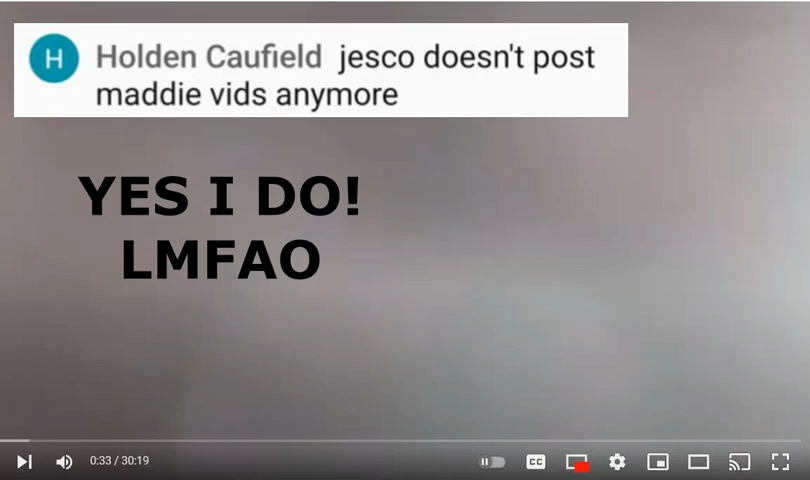 H
Holden Caufield jesco doesn't post
maddie vids anymore
YES I DO!
LMFAO
0:33 / 30:19
CC